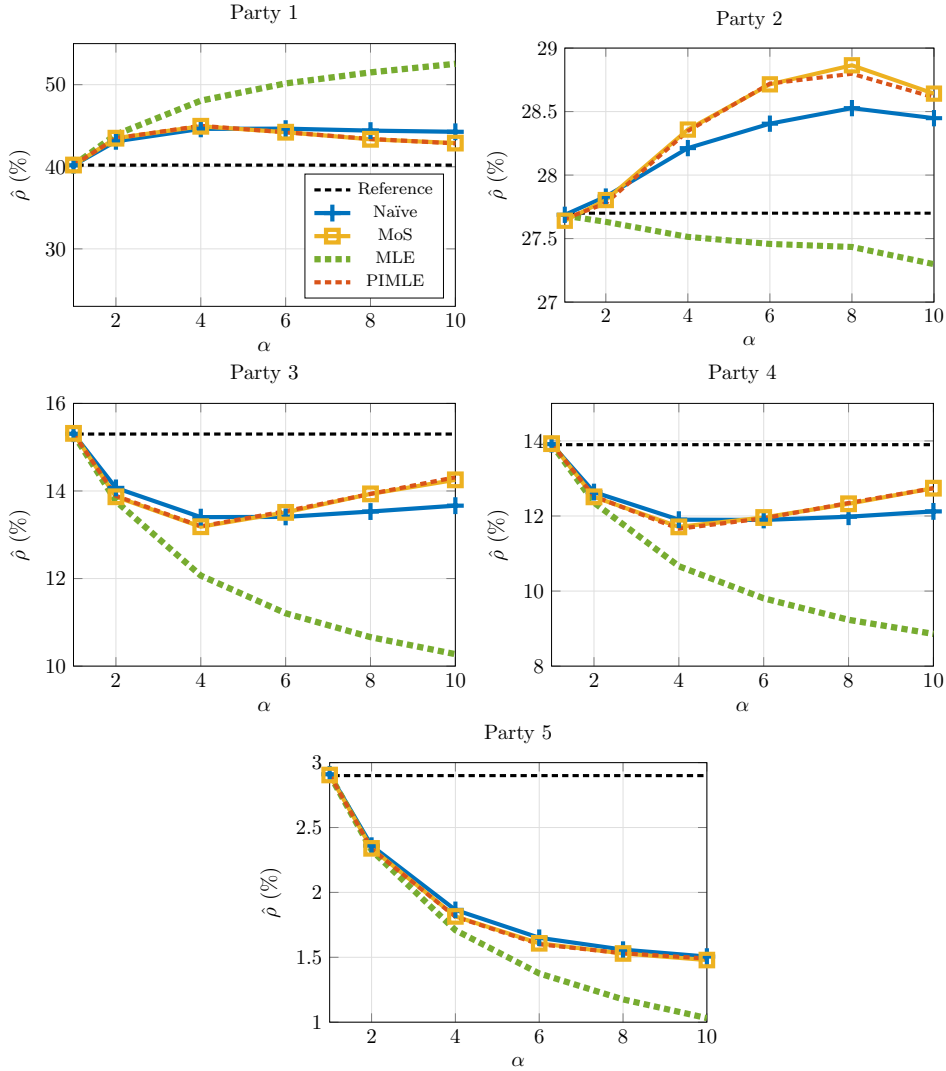 Party 1
50
40
30
2 4 6 8 10
α
ρ̂ (%)
Reference
Naïve
MoS
MLE
PIMLE
Party 2
29
28.5
28
27.5
27
2 4 6 8 10
α
ρ̂ (%)
Party 3
16
14
12
10
2 4 6 8 10
α
ρ̂ (%)
Party 4
14
12
10
8
2 4 6 8 10
α
ρ̂ (%)
Party 5
3
2.5
2
1.5
1
2 4 6 8 10
α
ρ̂ (%)